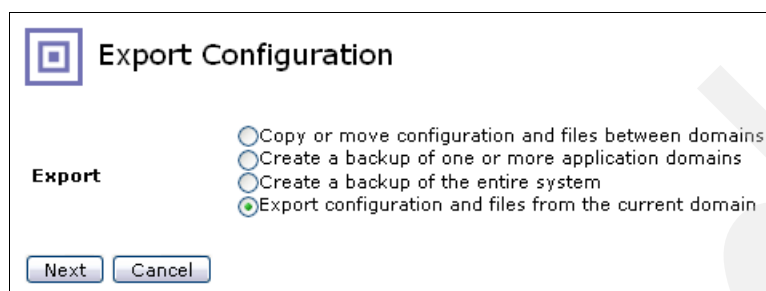 Export Configuration
Copy or move configuration and files between domains
Create a backup of one or more application domains
Export
Create a backup of the entire system
Export configuration and files from the current domain
Next Cancel